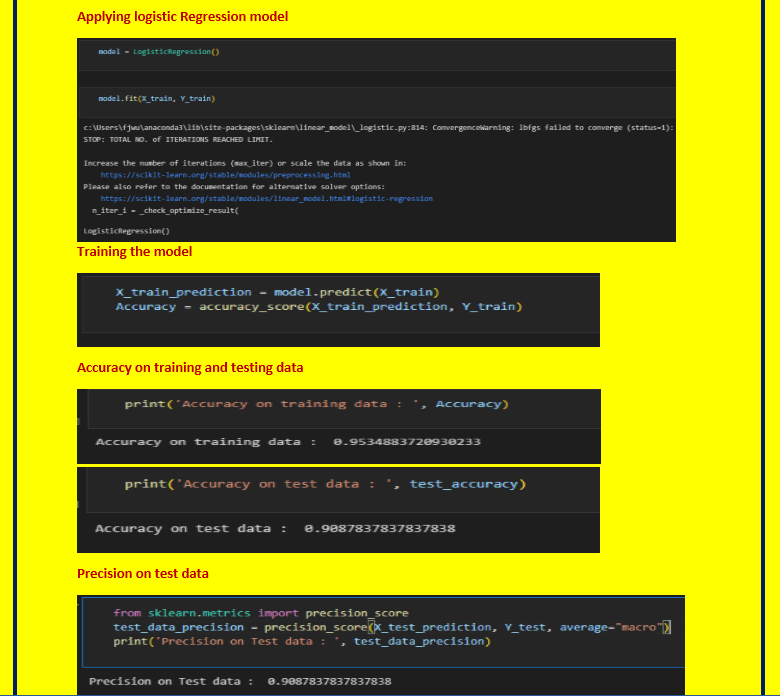 Applying logistic Regression model
model = LogisticRegression()
model.fit(X_train, Y_train)
c:\Users\fjwu\anaconda3\lib\site-packages\sklearn\linear_model\_logistic.py:814: ConvergenceWarning: lbfgs failed to converge (status=1):
STOP: TOTAL NO. of ITERATIONS REACHED LIMIT.
Increase the number of iterations (max_iter) or scale the data as shown in:
https://scikit-learn.org/stable/modules/preprocessing.html
Please also refer to the documentation for alternative solver options:
https://scikit-learn.org/stable/modules/linear_model.html#logistic-regression
n_iter_i = _check_optimize_result(
LogisticRegression()
Training the model
X_train_prediction = model.predict(X_train)
Accuracy = accuracy_score(X_train_prediction, Y_train)
Accuracy on training and testing data
print('Accuracy on training data : ', Accuracy)
Accuracy on training data :  0.9534883720930233
print('Accuracy on test data : ', test_accuracy)
Accuracy on test data :  0.9087837837837838
Precision on test data
from sklearn.metrics import precision_score
test_data_precision = precision_score(X_test_prediction, Y_test, average="macro")
print('Precision on Test data : ', test_data_precision)
Precision on Test data :  0.9087837837837838